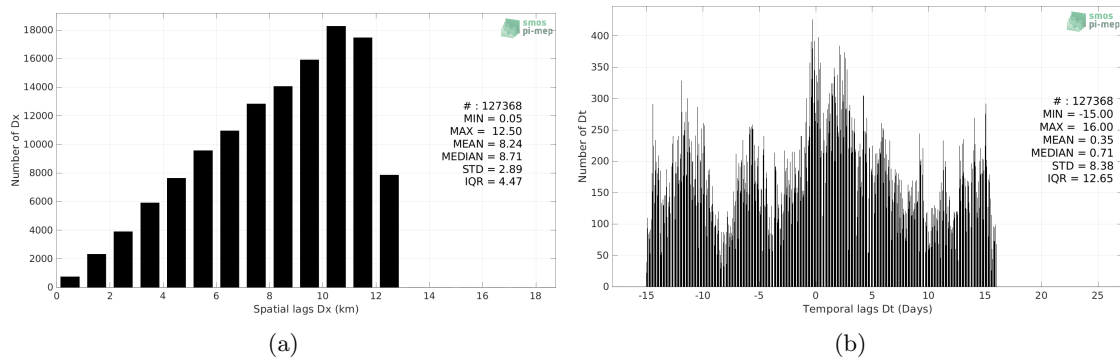 18000
16000
14000
12000
10000
8000
6000
4000
2000
0
Number of Dx
0 2 4 6 8 10 12 14 16 18
Spatial lags Dx (km)
smos
pi-mep
# : 127368
MIN = 0.05
MAX = 12.50
MEAN = 8.24
MEDIAN = 8.71
STD = 2.89
IQR = 4.47
(a)
400
350
300
250
200
150
100
50
0
Number of Dt
-15 -10 -5 0 5 10 15 20 25
Temporal lags Dt (Days)
smos
pi-mep
# : 127368
MIN = -15.00
MAX = 16.00
MEAN = 0.35
MEDIAN = 0.71
STD = 8.38
IQR = 12.65
(b)